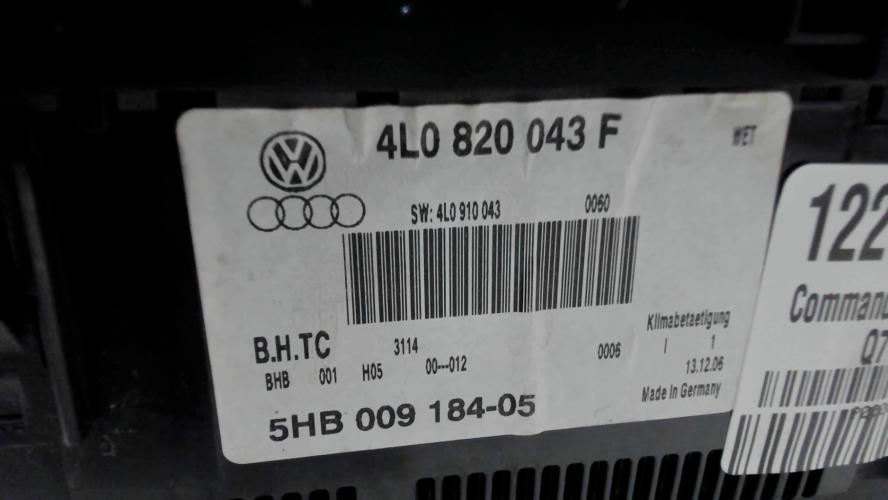 4L0 820 043 F
WET
SW: 4L0 910 043 0060
B.H.TC 3114
BHB 001 H05 00---012 0006
Klimabetaetigung
I 1
13.12.06
Made In Germany
5HB 009 184-05
122
Q7